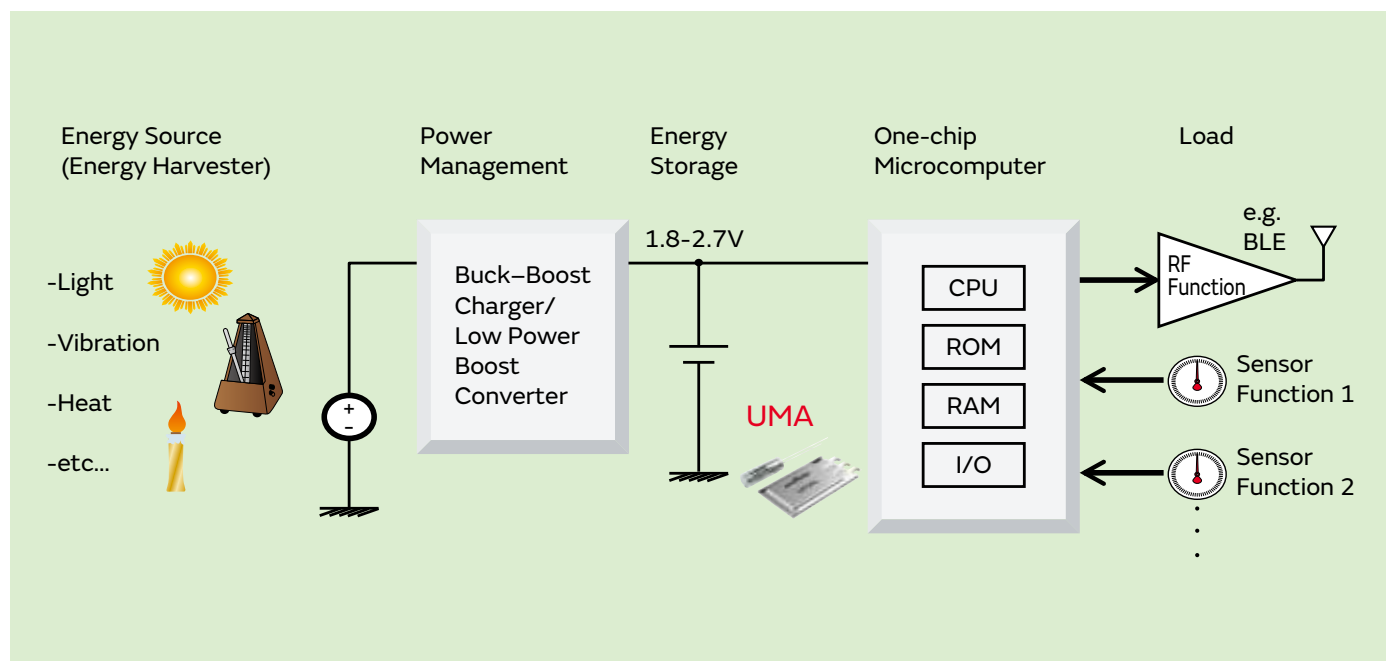 Energy Source
(Energy Harvester)
Power
Management
Energy
Storage
One-chip
Microcomputer
Load
-Light
-Vibration
-Heat
-etc...
+
-
Buck–Boost
Charger/
Low Power
Boost
Converter
1.8-2.7V
UMA
CPU
ROM
RAM
I/O
e.g.
BLE
RF
Function
Sensor
Function 1
Sensor
Function 2